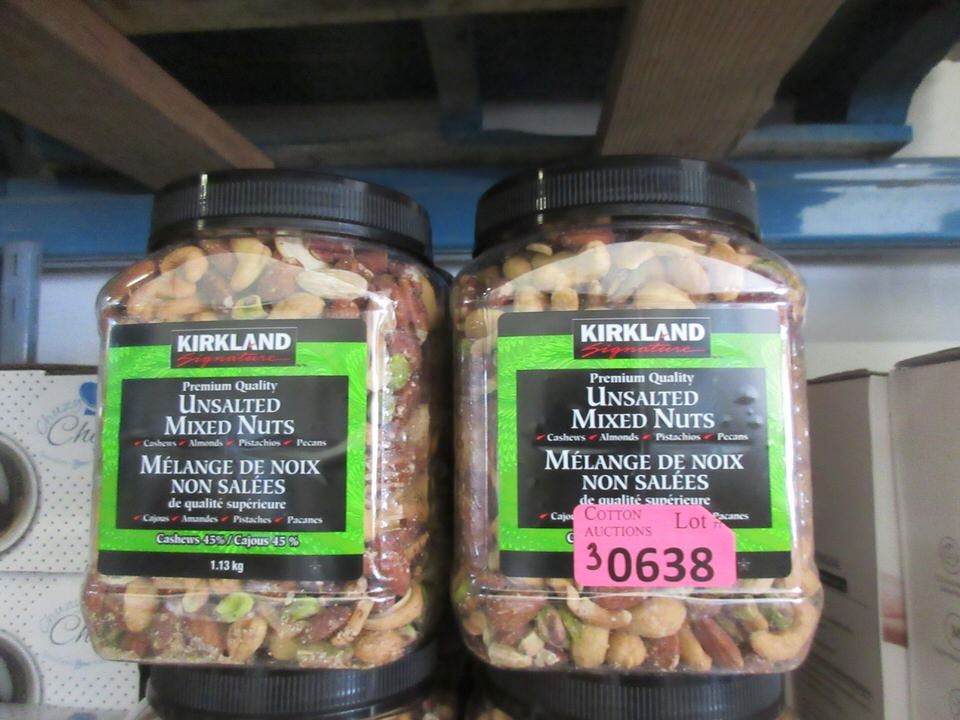 KIRKLAND
Signature
Premium Quality
UNSALTED
MIXED NUTS
Cashews Almonds Pistachios Pecans
MÉLANGE DE NOIX
NON SALÉES
de qualité supérieure
Cajous Amandes Pistaches Pacanes
Cashews 45% / Cajous 45 %
1.13 kg
KIRKLAND
Signature
Premium Quality
UNSALTED
MIXED NUTS
Cashews Almonds Pistachios Pecans
MÉLANGE DE NOIX
NON SALÉES
de qualité supérieure
Pacanes
COTTON
AUCTIONS
Lot #
30638